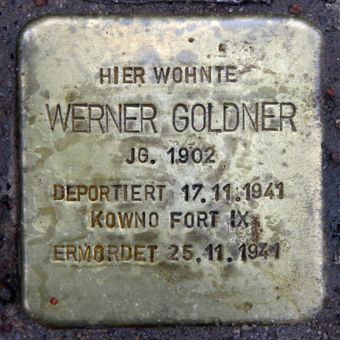 HIER WOHNTE
WERNER GOLDNER
JG. 1902
DEPORTIERT 17.11.1941
KOWNO FORT IX
ERMORDET 25.11.1941